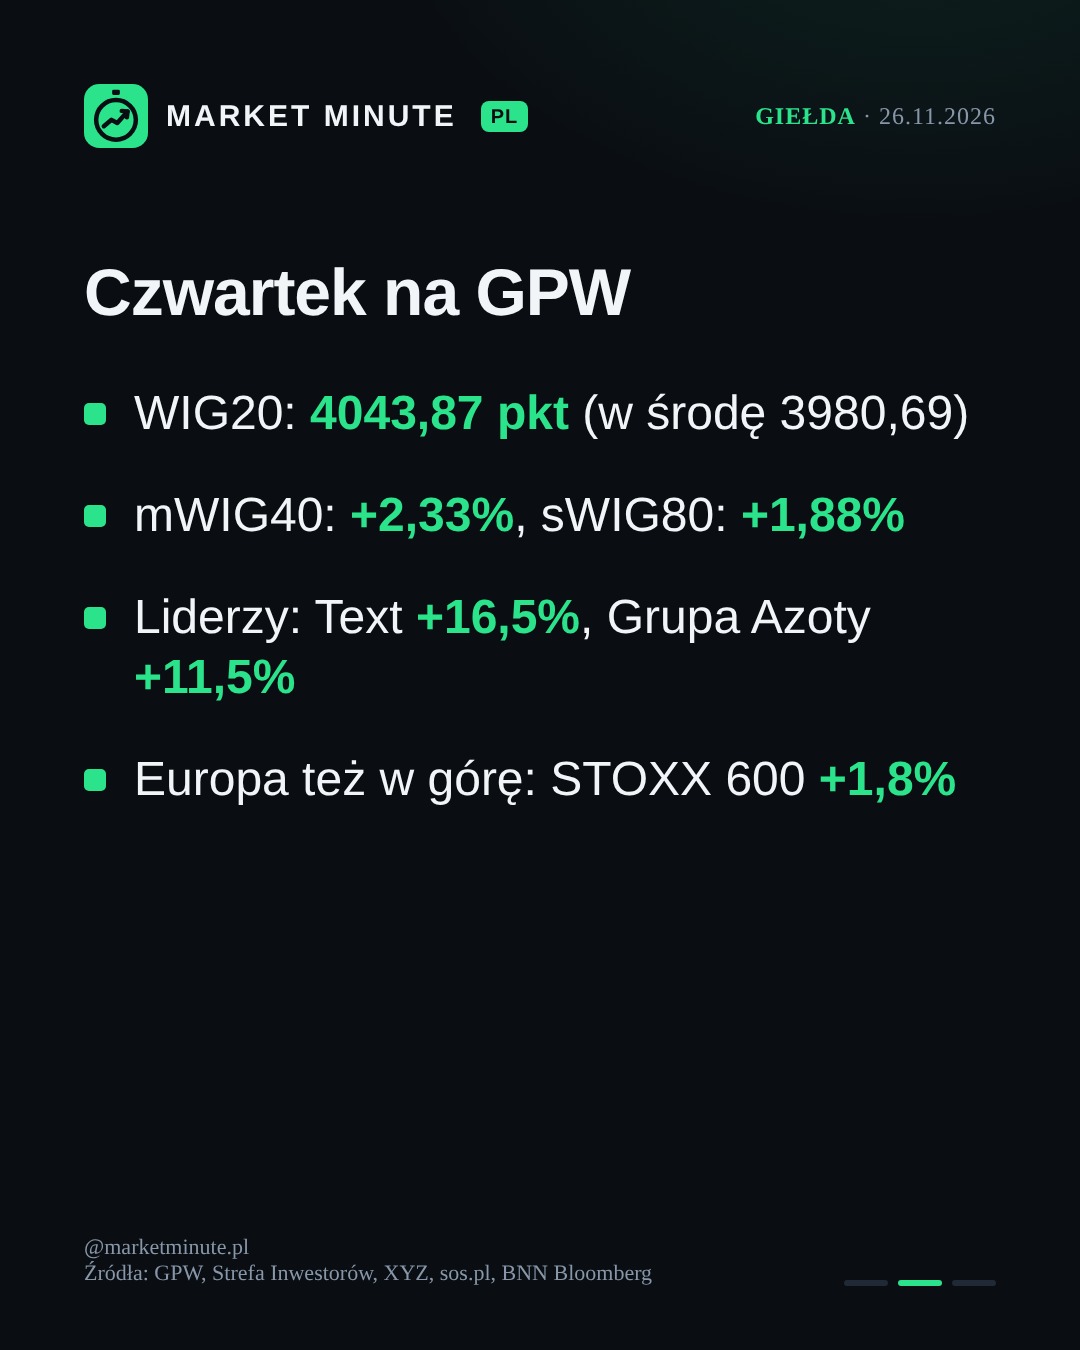 MARKET MINUTE PL
GIEŁDA · 26.11.2026
Czwartek na GPW
WIG20: 4043,87 pkt (w środę 3980,69)
mWIG40: +2,33%, sWIG80: +1,88%
Liderzy: Text +16,5%, Grupa Azoty
+11,5%
Europa też w górę: STOXX 600 +1,8%
@marketminute.pl
Źródła: GPW, Strefa Inwestorów, XYZ, sos.pl, BNN Bloomberg